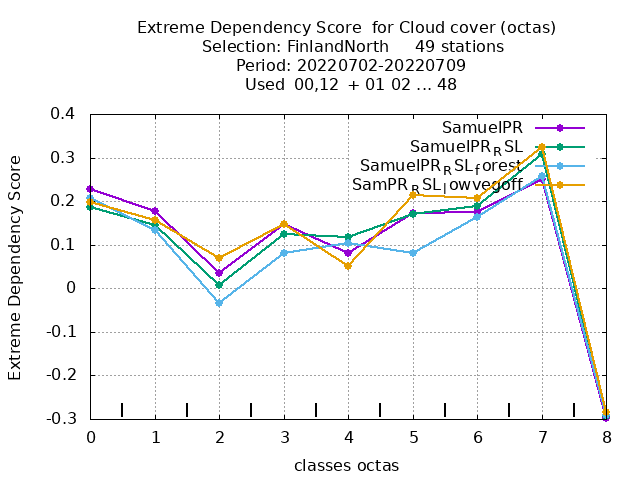 Extreme Dependency Score  for Cloud cover (octas)
Selection: FinlandNorth     49 stations
Period: 20220702-20220709
Used  00,12  + 01 02 ... 48
Extreme Dependency Score
0.4
0.3
0.2
0.1
0
-0.1
-0.2
-0.3
SamuelPR
SamuelPR_RSL
SamuelPR_RSL_forest
SamPR_RSL_lowvegoff
0 1 2 3 4 5 6 7 8
classes octas